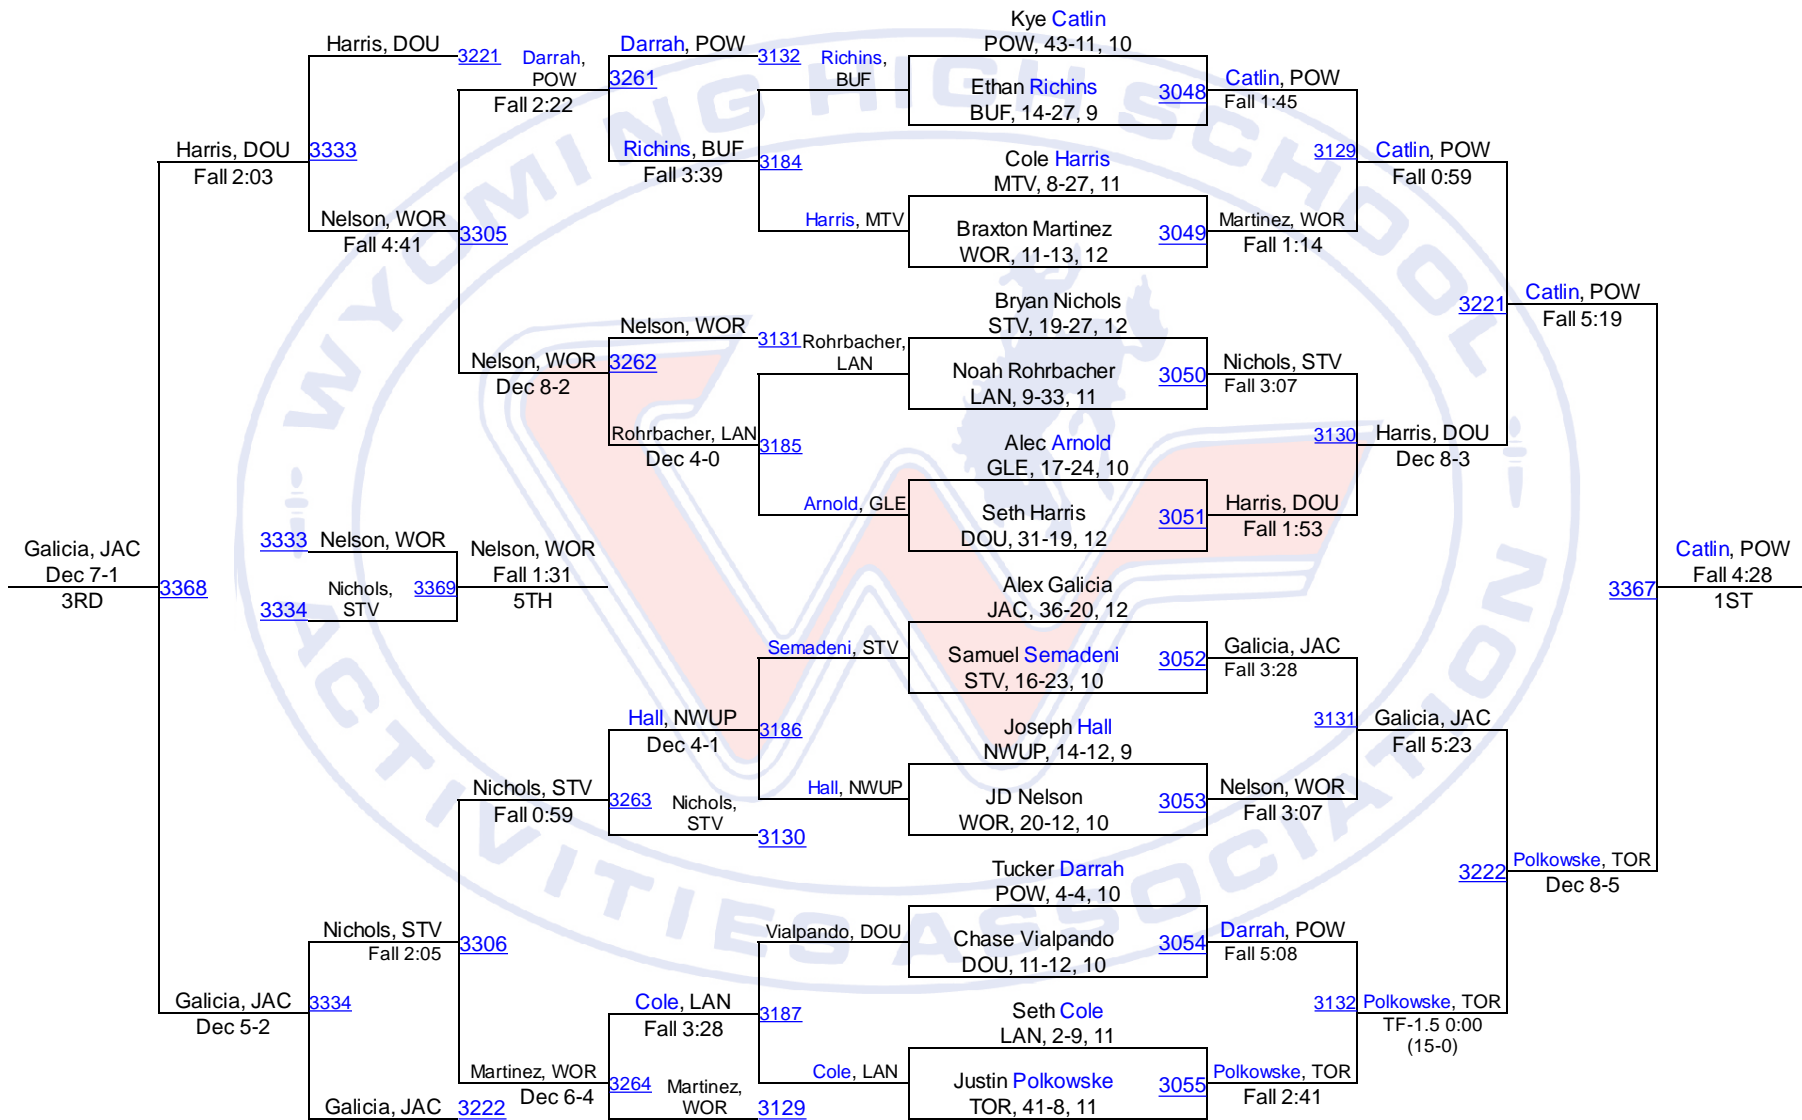 Kye Catlin
POW, 43-11, 10
Ethan Richins
BUF, 14-27, 9
3048
Cole Harris
MTV, 8-27, 11
Braxton Martinez
WOR, 11-13, 12
3049
Bryan Nichols
STV, 19-27, 12
Noah Rohrbacher
LAN, 9-33, 11
3050
Alec Arnold
GLE, 17-24, 10
Seth Harris
DOU, 31-19, 12
3051
Alex Galicia
JAC, 36-20, 12
Samuel Semadeni
STV, 16-23, 10
3052
Joseph Hall
NWUP, 14-12, 9
JD Nelson
WOR, 20-12, 10
3053
Tucker Darrah
POW, 4-4, 10
Chase Vialpando
DOU, 11-12, 10
3054
Seth Cole
LAN, 2-9, 11
Justin Polkowske
TOR, 41-8, 11
3055
Catlin, POW
Fall 1:45
Martinez, WOR
Fall 1:14
3129
Nichols, STV
Fall 3:07
Harris, DOU
Fall 1:53
3130
Galicia, JAC
Fall 3:28
Nelson, WOR
Fall 3:07
3131
Darrah, POW
Fall 5:08
Polkowske, TOR
Fall 2:41
3132
Catlin, POW
Fall 0:59
Harris, DOU
Dec 8-3
3221
Galicia, JAC
Fall 5:23
Polkowske, TOR
TF-1.5 0:00
(15-0)
3222
Catlin, POW
Fall 5:19
Polkowske, TOR
Dec 8-5
3367
Catlin, POW
Fall 4:28
1ST
Richins,
BUF
Harris, MTV
3184
Rohrbacher,
LAN
Arnold, GLE
3185
Semadeni, STV
Hall, NWUP
3186
Vialpando, DOU
Cole, LAN
3187
Darrah, POW
3132
Richins, BUF
Fall 3:39
3261
Nelson, WOR
3131
Rohrbacher, LAN
Dec 4-0
3262
Hall, NWUP
Dec 4-1
Nichols,
STV
3130
3263
Cole, LAN
Fall 3:28
Martinez,
WOR
3129
3264
Darrah,
POW
Fall 2:22
Nelson, WOR
Dec 8-2
3305
Nichols, STV
Fall 0:59
Martinez, WOR
Dec 6-4
3306
Harris, DOU
3221
Nelson, WOR
Fall 4:41
3333
Nichols, STV
Fall 2:05
Galicia, JAC
3222
3334
Harris, DOU
Fall 2:03
Galicia, JAC
Dec 5-2
3368
Galicia, JAC
Dec 7-1
3RD
3333
Nelson, WOR
Nichols,
STV
3334
3369
Nelson, WOR
Fall 1:31
5TH
WYOMING HIGH SCHOOL
ACTIVITIES ASSOCIATION